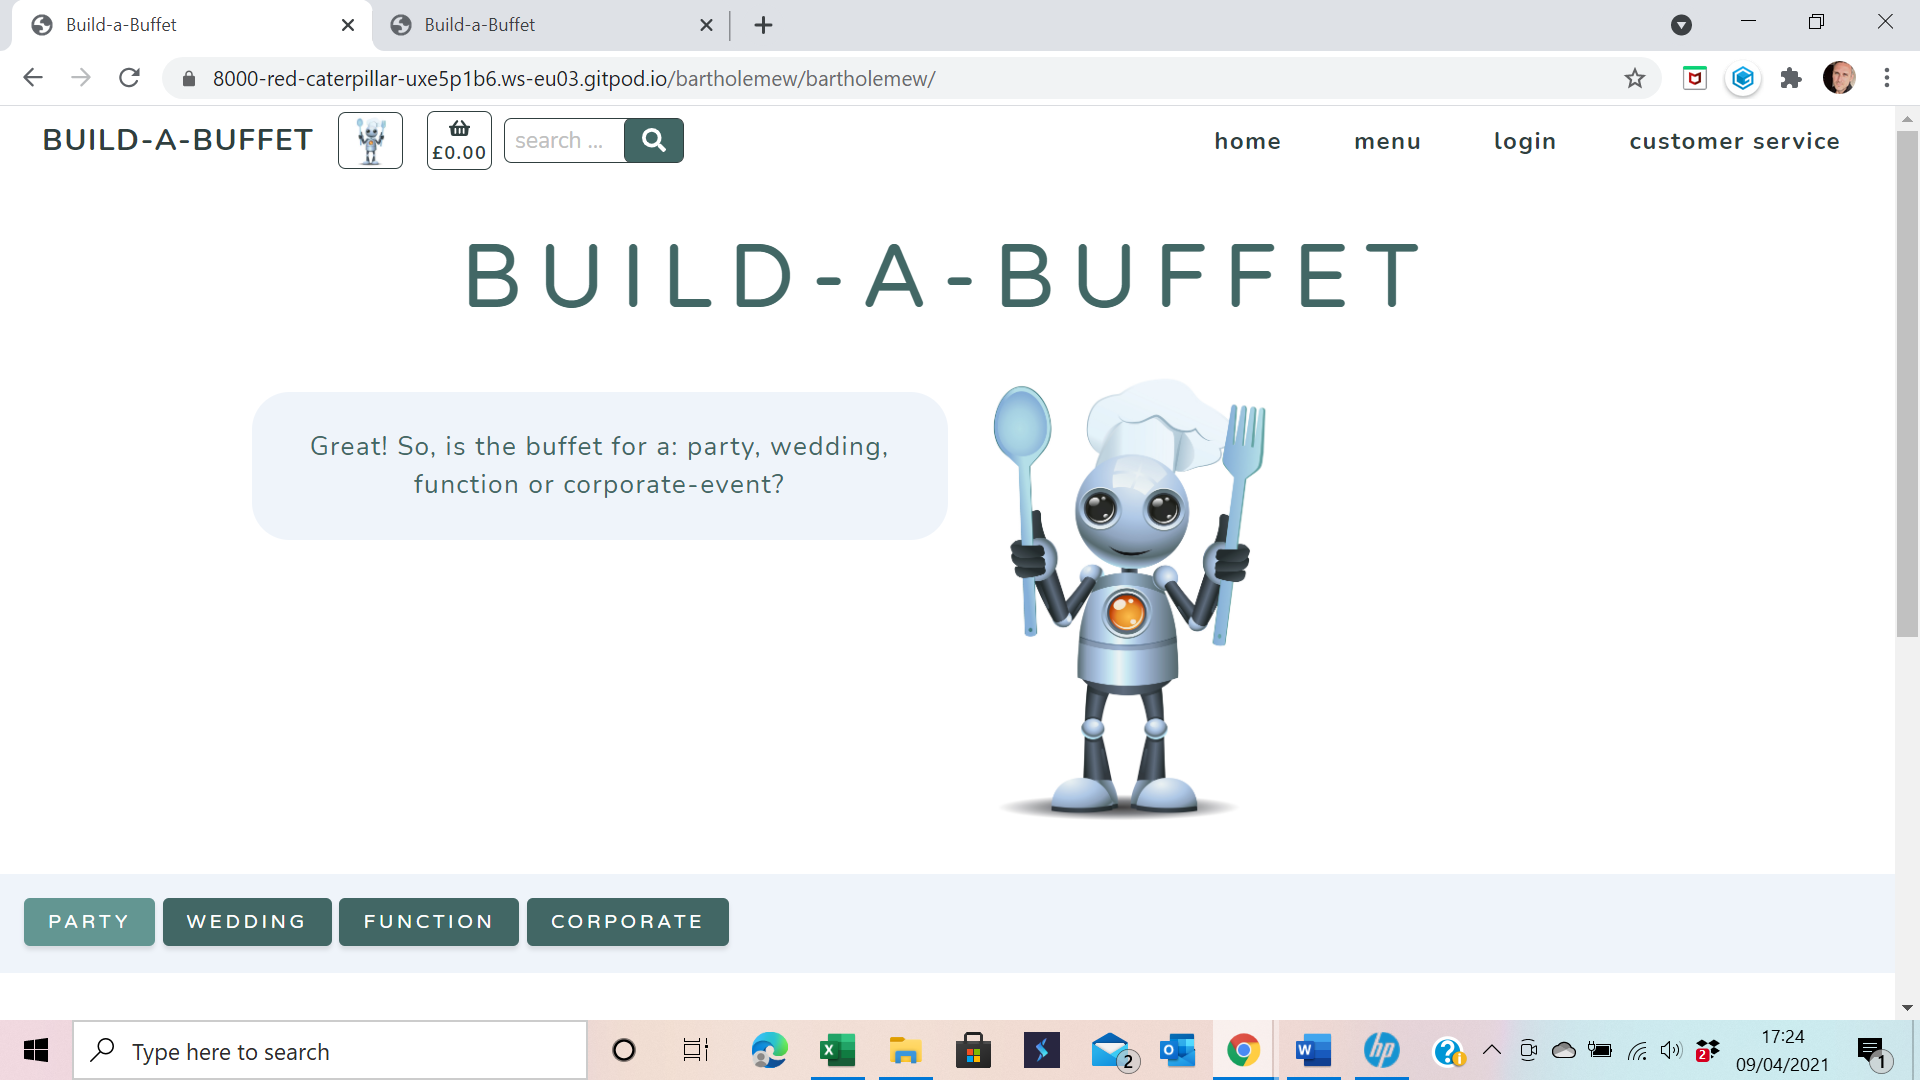 Build-a-Buffet
Build-a-Buffet
8000-red-caterpillar-uxe5p1b6.ws-eu03.gitpod.io/bartholemew/bartholemew/
BUILD-A-BUFFET
£0.00
search ...
home
menu
login
customer service
BUILD-A-BUFFET
Great! So, is the buffet for a: party, wedding,
function or corporate-event?
PARTY
WEDDING
FUNCTION
CORPORATE
Type here to search
2
2
17:24
09/04/2021
1